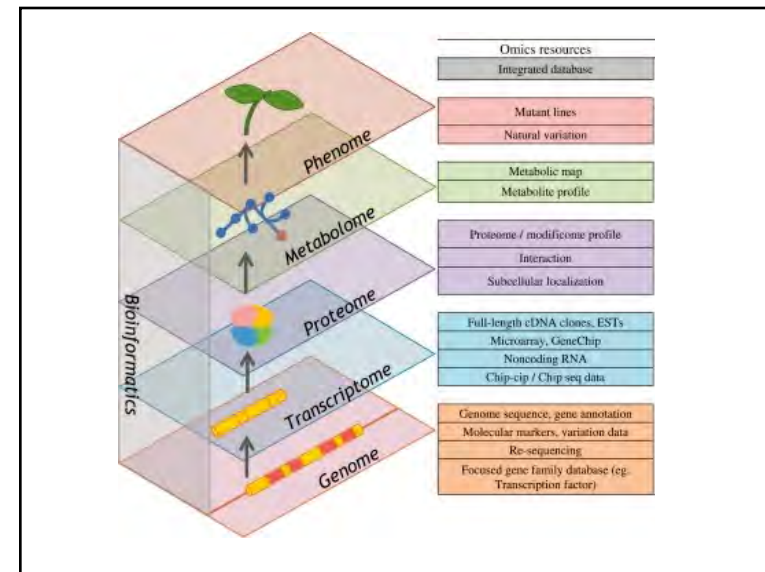 Omics resources
Integrated database
Phenome
Mutant lines
Natural variation
Metabolome
Metabolic map
Metabolite profile
Proteome
Proteome / modificome profile
Interaction
Subcellular localization
Bioinformatics
Transcriptome
Full-length cDNA clones, ESTs
Microarray, GeneChip
Noncoding RNA
Chip-cip / Chip seq data
Genome
Genome sequence, gene annotation
Molecular markers, variation data
Re-sequencing
Focused gene family database (eg.
Transcription factor)